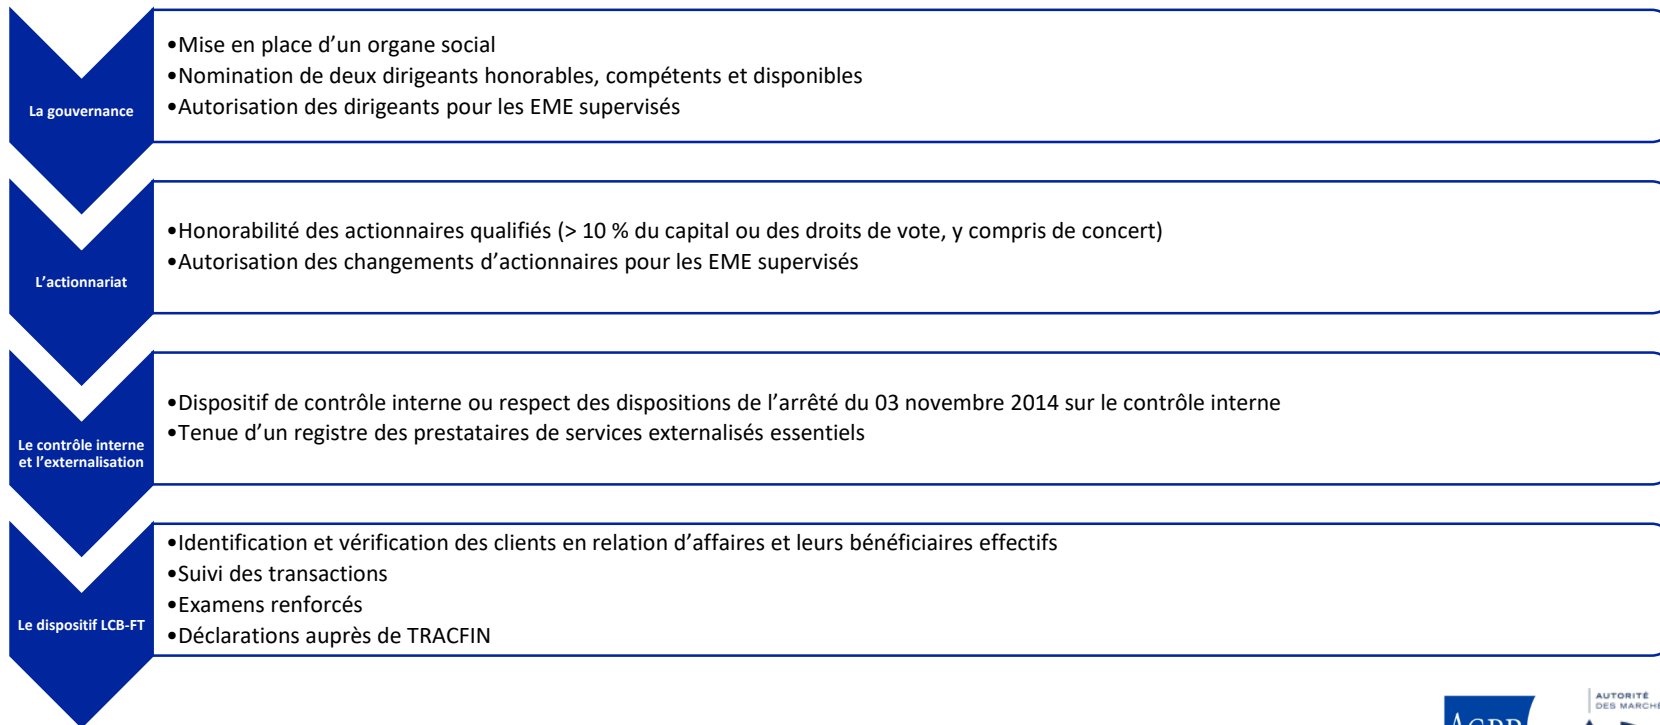 La gouvernance
•Mise en place d’un organe social
•Nomination de deux dirigeants honorables, compétents et disponibles
•Autorisation des dirigeants pour les EME supervisés
L’actionnariat
•Honorabilité des actionnaires qualifiés (> 10 % du capital ou des droits de vote, y compris de concert)
•Autorisation des changements d’actionnaires pour les EME supervisés
Le contrôle interne
et l’externalisation
•Dispositif de contrôle interne ou respect des dispositions de l’arrêté du 03 novembre 2014 sur le contrôle interne
•Tenue d’un registre des prestataires de services externalisés essentiels
Le dispositif LCB-FT
•Identification et vérification des clients en relation d’affaires et leurs bénéficiaires effectifs
•Suivi des transactions
•Examens renforcés
•Déclarations auprès de TRACFIN
ACPR
AUTORITÉ
DES MARCHÉ